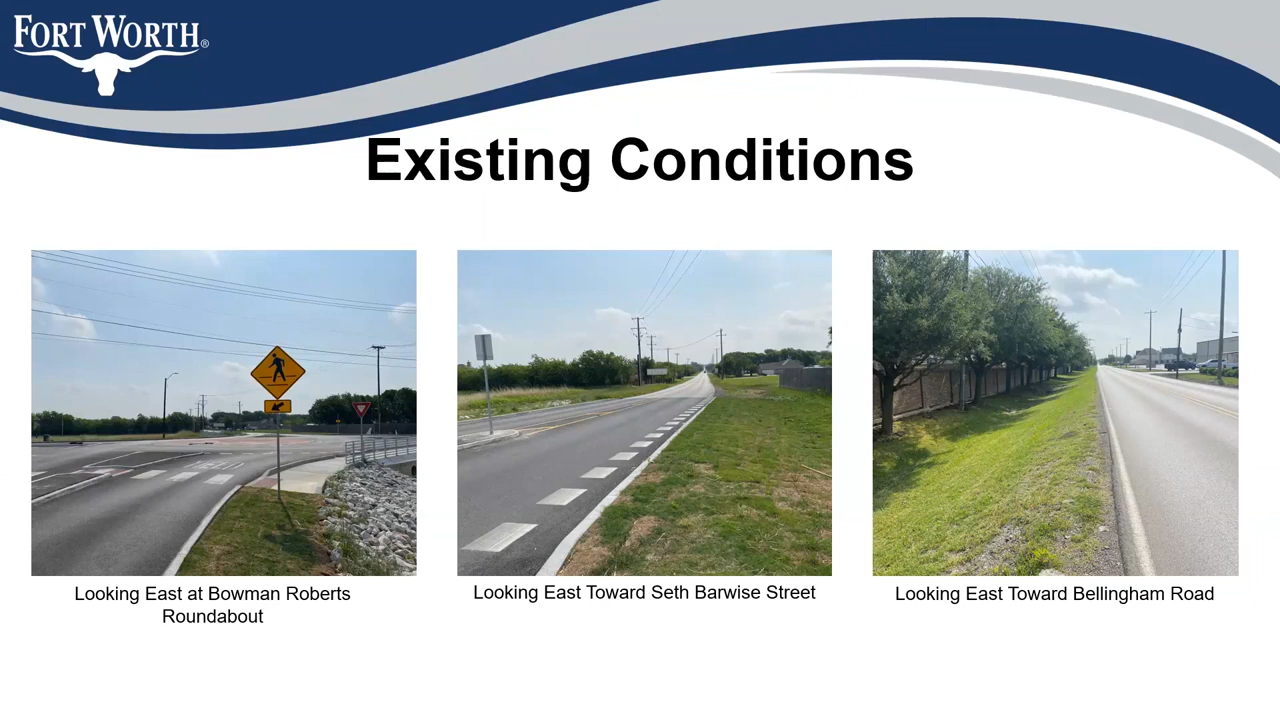 FORT WORTH®
Existing Conditions
Looking East at Bowman Roberts
Roundabout
Looking East Toward Seth Barwise Street
Looking East Toward Bellingham Road